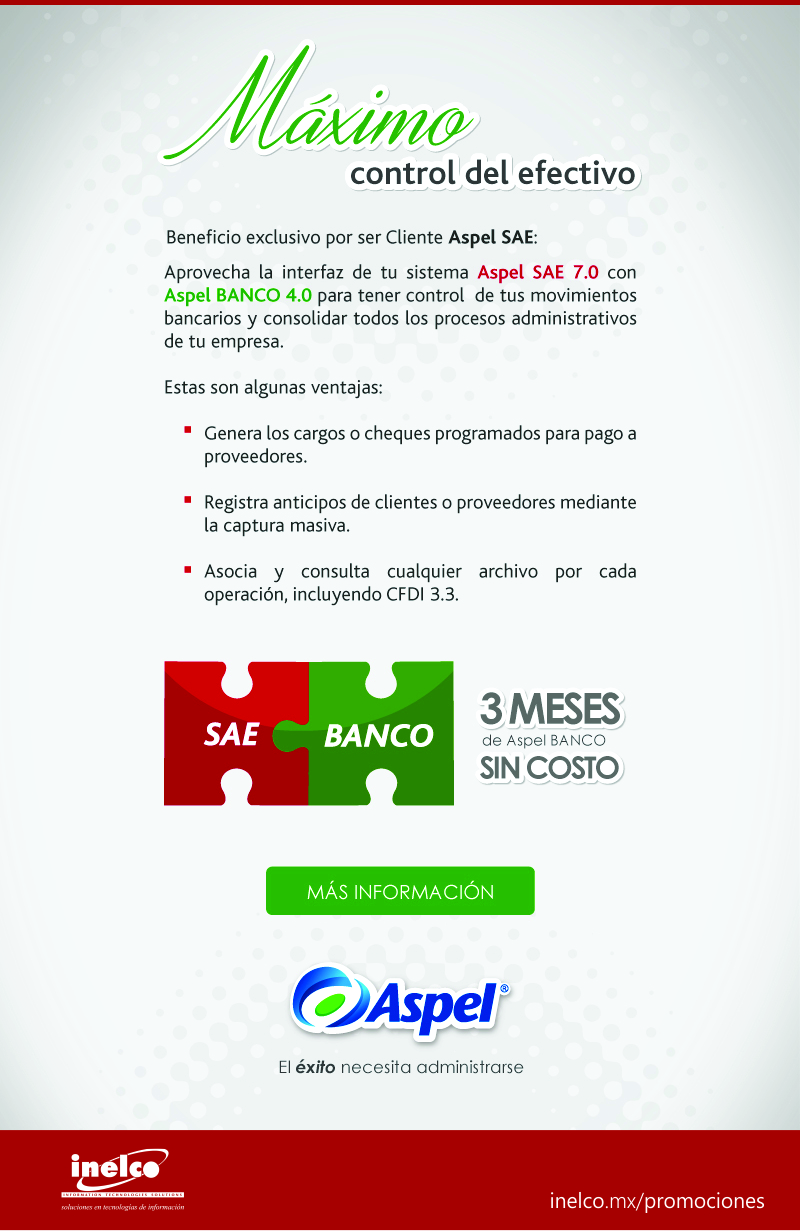 Máximo
control del efectivo
Beneficio exclusivo por ser Cliente Aspel SAE:
Aprovecha la interfaz de tu sistema Aspel SAE 7.0 con
Aspel BANCO 4.0 para tener control de tus movimientos
bancarios y consolidar todos los procesos administrativos
de tu empresa.
Estas son algunas ventajas:
Genera los cargos o cheques programados para pago a
proveedores.
Registra anticipos de clientes o proveedores mediante
la captura masiva.
Asocia y consulta cualquier archivo por cada
operación, incluyendo CFDI 3.3.
SAE BANCO
3 MESES
de Aspel BANCO
SIN COSTO
MÁS INFORMACIÓN
Aspel®
El éxito necesita administrarse
inelco
INFORMATION TECHNOLOGIES SOLUTIONS
soluciones en tecnologías de información
inelco.mx/promociones